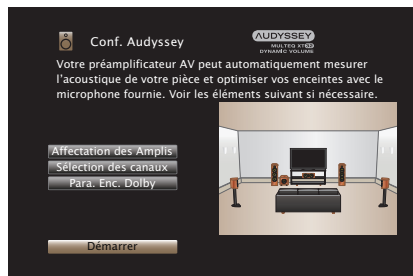 Conf. Audyssey
AUDYSSEY
MULTEQ XT32
DYNAMIC VOLUME
Votre préamplificateur AV peut automatiquement mesurer
l'acoustique de votre pièce et optimiser vos enceintes avec le
microphone fournie. Voir les éléments suivant si nécessaire.
Affectation des Amplis
Sélection des canaux
Para. Enc. Dolby
Démarrer